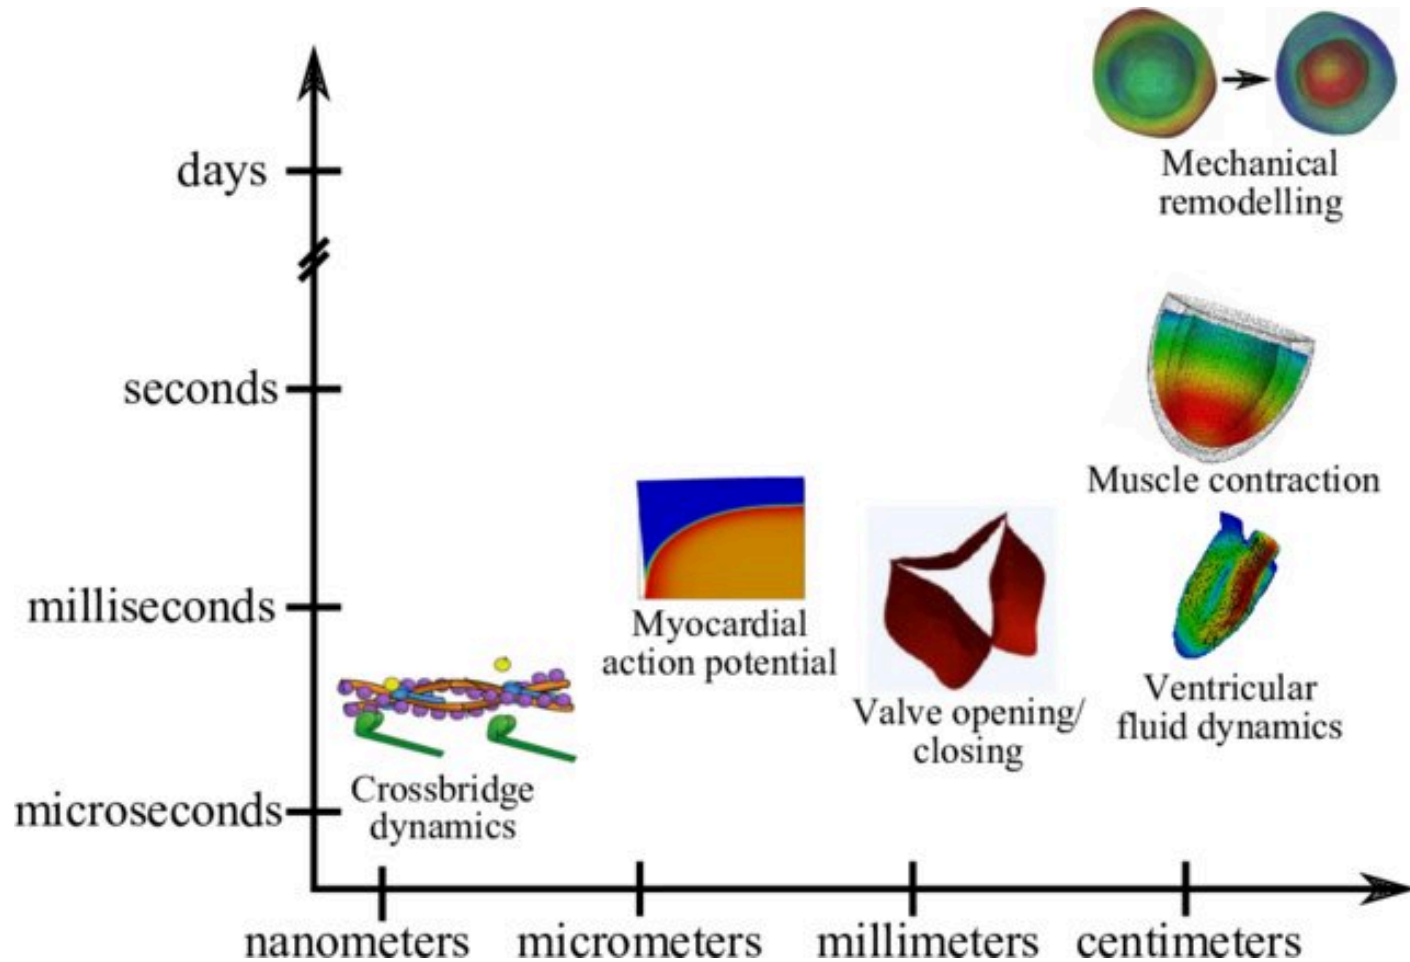 days
seconds
milliseconds
microseconds
Mechanical
remodelling
Muscle contraction
Myocardial
action potential
Valve opening/
closing
Ventricular
fluid dynamics
Crossbridge
dynamics
nanometers
micrometers
millimeters
centimeters